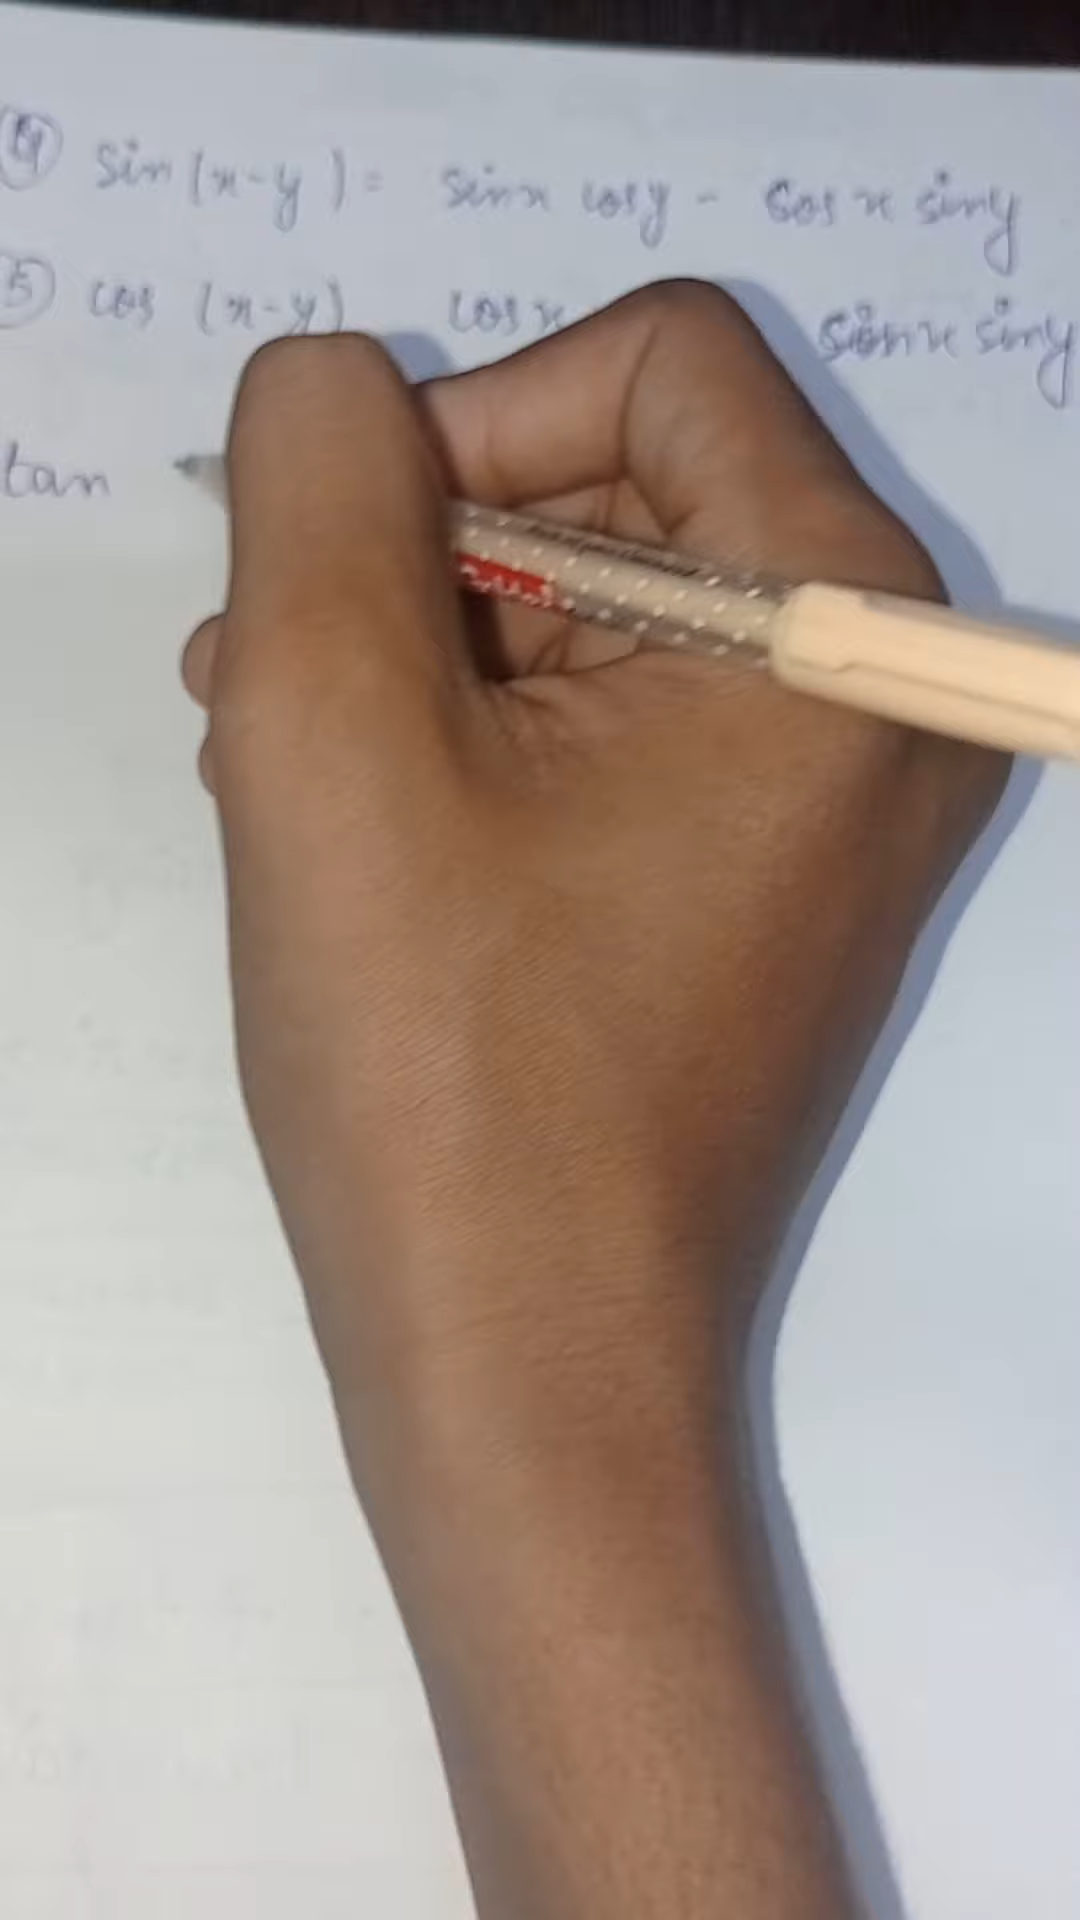 ④ sin (x-y) = sinx cosy - cos x siny
⑤ cos (x-y) cos x sinx siny
tan